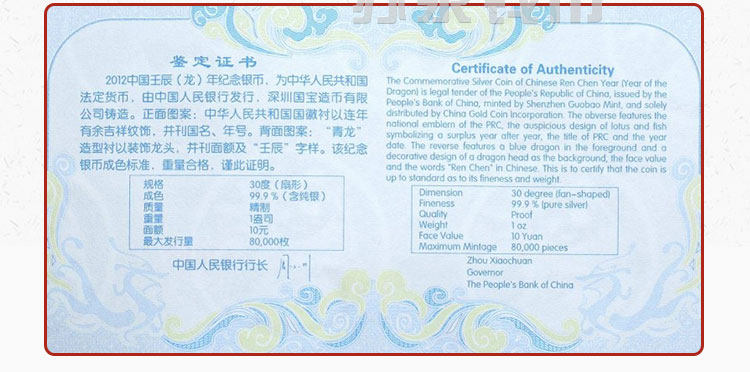 鉴定证书
2012中国壬辰（龙）年纪念银币，为中华人民共和国
法定货币，由中国人民银行发行，深圳国宝造币有限
公司铸造。正面图案：中华人民共和国国徽衬以连年
有余吉祥纹饰，并刊国名、年号。背面图案：“青龙”
造型衬以装饰龙头，并刊面额及“壬辰”字样。该纪念
银币成色标准，重量合格，谨此证明。
规格 30度（扇形）
成色 99.9%（含纯银）
质量 精制
重量 1盎司
面额 10元
最大发行量 80,000枚
中国人民银行行长
Certificate of Authenticity
The Commemorative Silver Coin of Chinese Ren Chen Year (Year of the
Dragon) is legal tender of the People's Republic of China, issued by the
People's Bank of China, minted by Shenzhen Guobao Mint, and solely
distributed by China Gold Coin Incorporation. The obverse features the
national emblem of the PRC, the auspicious design of lotus and fish
symbolizing a surplus year after year, the title of PRC and the year
date. The reverse features a blue dragon in the foreground and a
decorative design of a dragon head as the background, the face value
and the words "Ren Chen" in Chinese. This is to certify that the coin is
up to standard as to its fineness and weight.
Dimension 30 degree (fan-shaped)
Fineness 99.9% (pure silver)
Quality Proof
Weight 1 oz
Face Value 10 Yuan
Maximum Mintage 80,000 pieces
Zhou Xiaochuan
Governor
The People's Bank of China